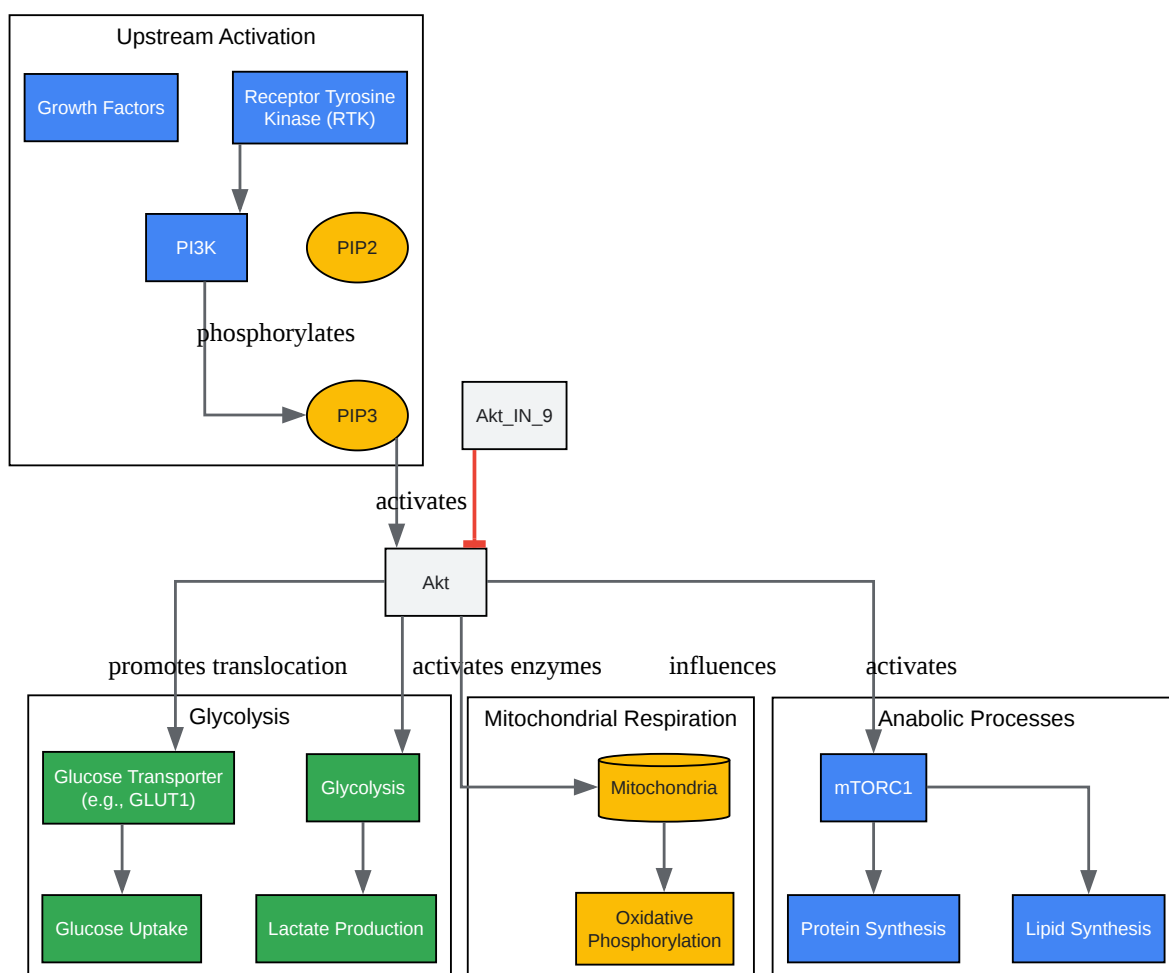 Upstream Activation
Growth Factors
Receptor Tyrosine
Kinase (RTK)
PI3K
PIP2
phosphorylates
PIP3
Akt_IN_9
activates
Akt
promotes translocation
activates enzymes
influences
activates
Glycolysis
Mitochondrial Respiration
Anabolic Processes
Glucose Transporter
(e.g., GLUT1)
Glycolysis
Mitochondria
mTORC1
Glucose Uptake
Lactate Production
Oxidative
Phosphorylation
Protein Synthesis
Lipid Synthesis